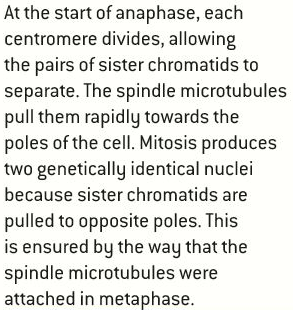 At the start of anaphase, each
centromere divides, allowing
the pairs of sister chromatids to
separate. The spindle microtubules
pull them rapidly towards the
poles of the cell. Mitosis produces
two genetically identical nuclei
because sister chromatids are
pulled to opposite poles. This
is ensured by the way that the
spindle microtubules were
attached in metaphase.